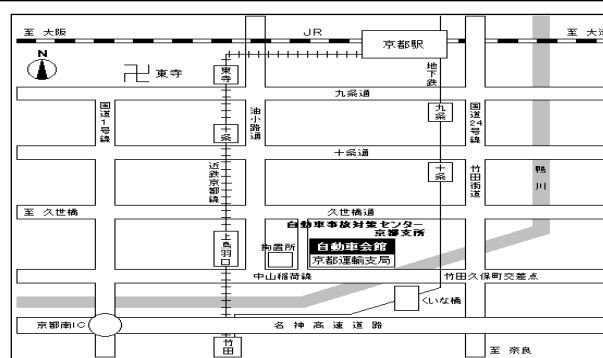 至 大阪
JR
京都駅
至 大津
N
東寺
東寺
地下鉄
九条通
国道1号線
油小路通
九条
国道24号線
十条
十条通
近鉄京都線
十条
竹田街道
鴨川
至 久世橋
久世橋通
自動車事故対策センター
京都支所
上鳥羽口
拘置所
自動車会館
京都運輸支局
中山稲荷線
竹田久保町交差点
くいな橋
京都南IC
名神高速道路
竹田
至 奈良